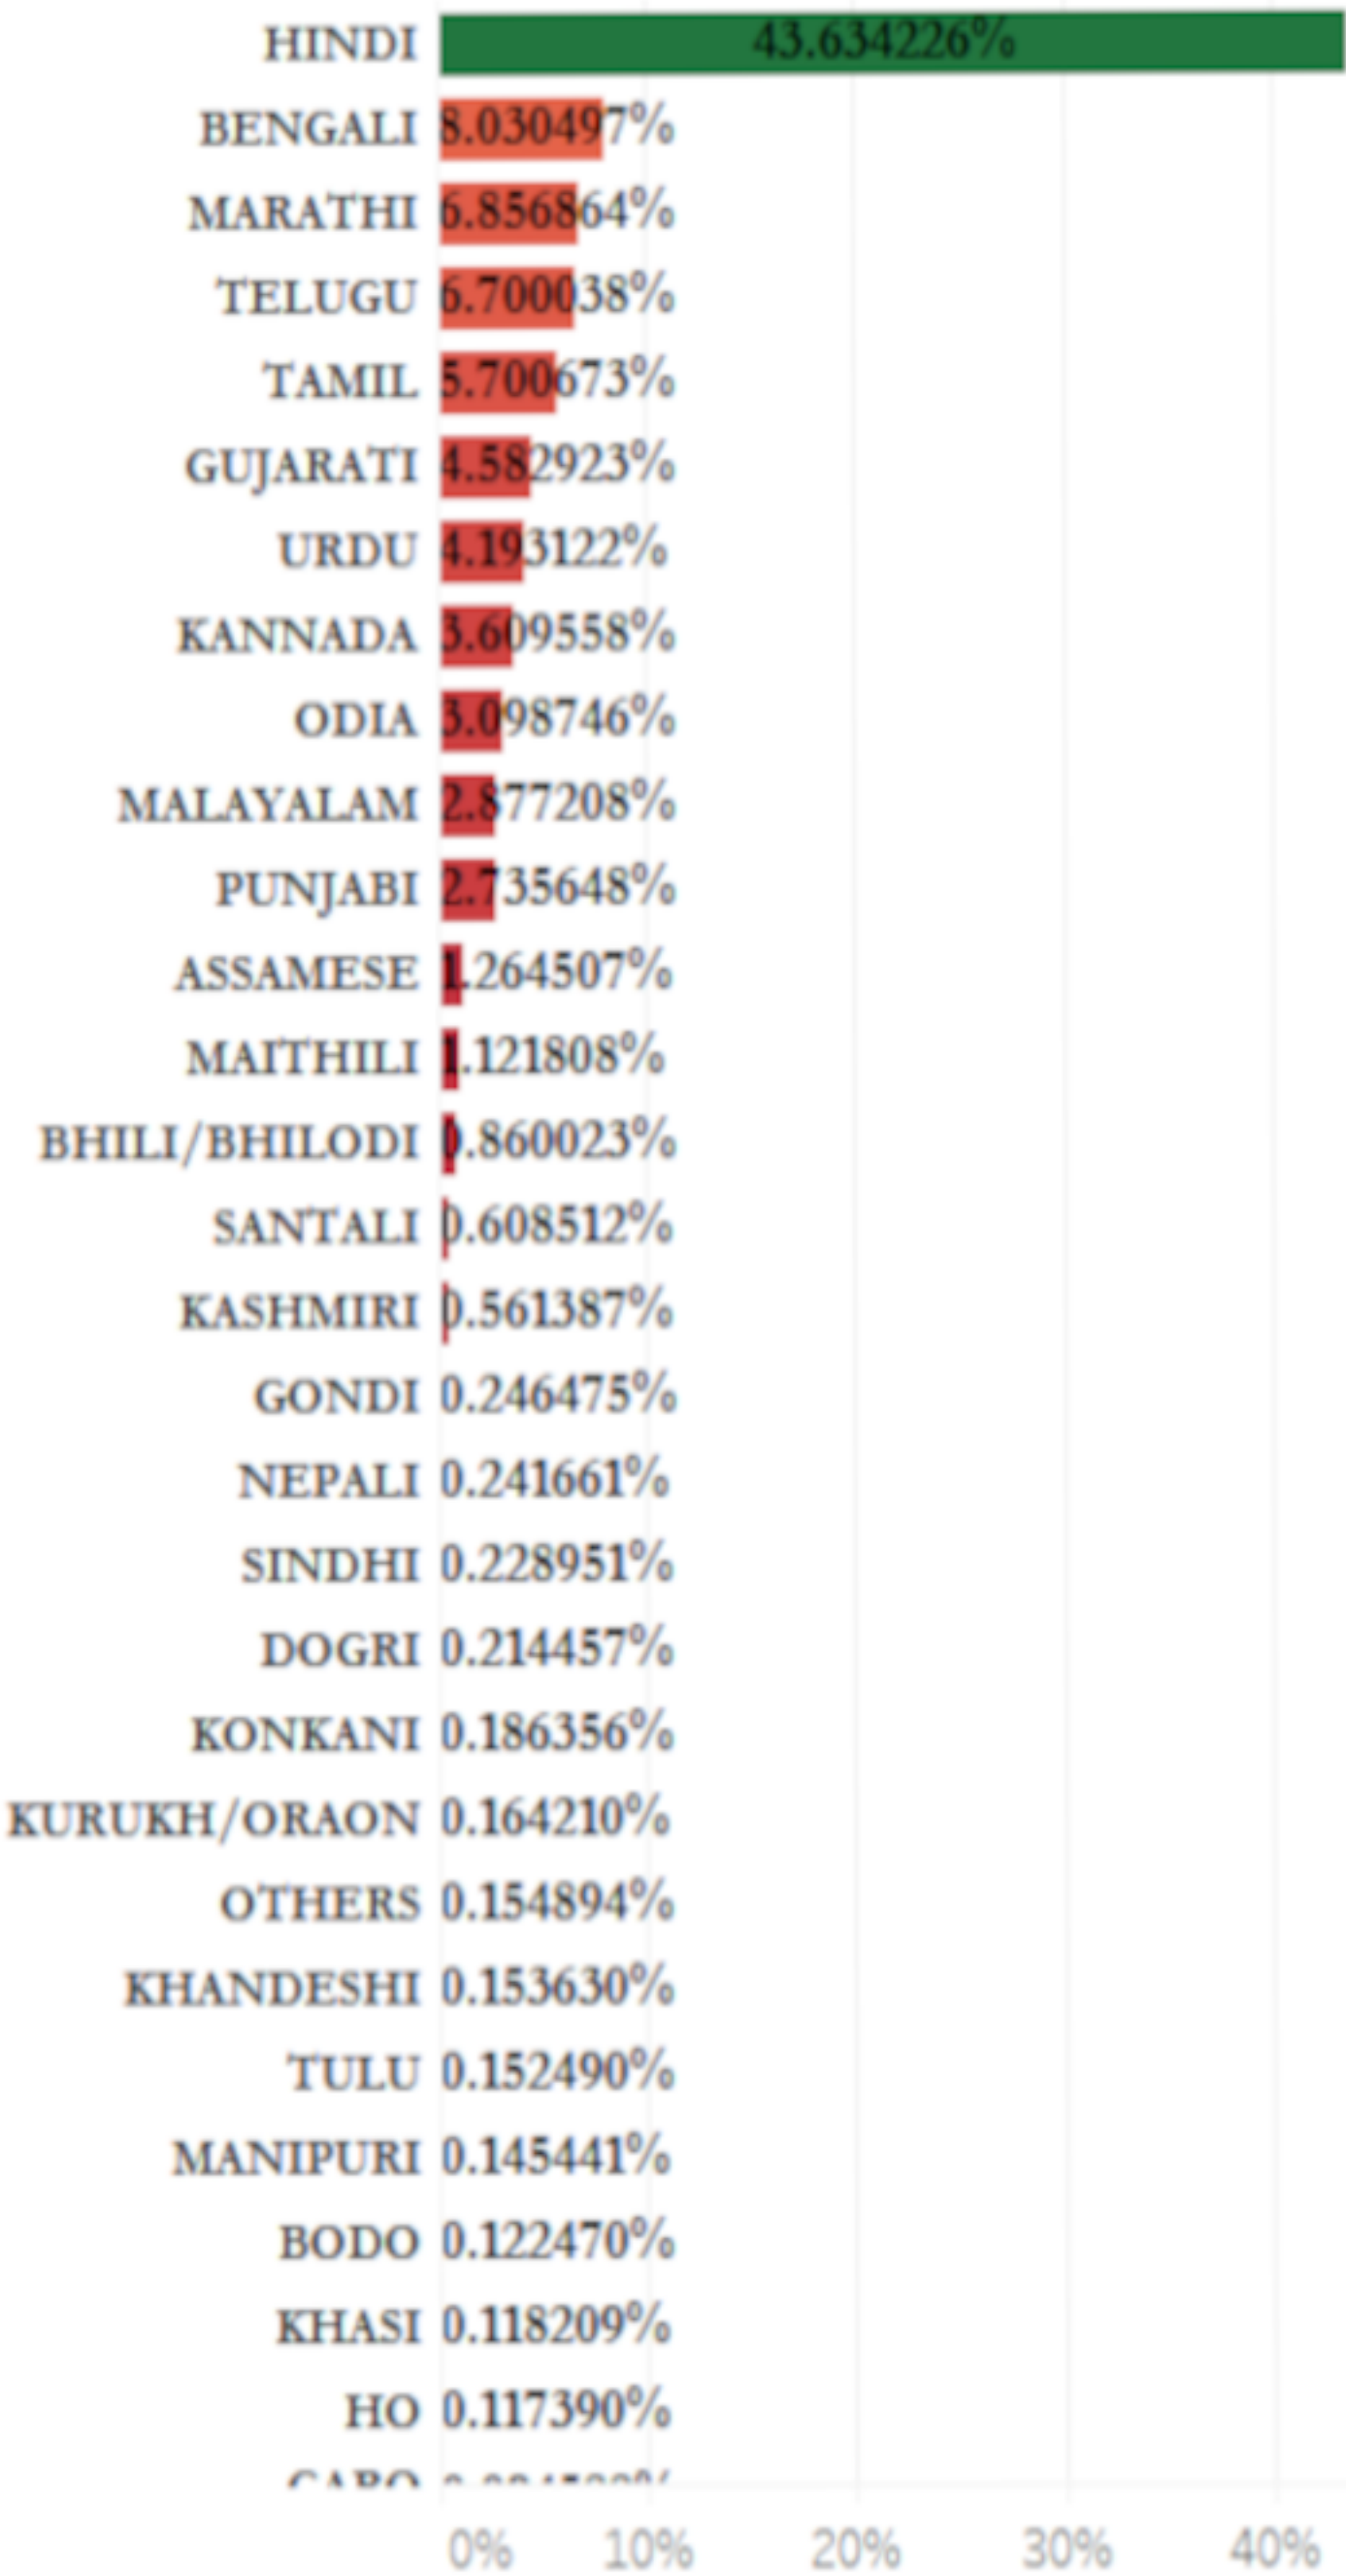 HINDI 43.634226%
BENGALI 8.030497%
MARATHI 6.856864%
TELUGU 6.700038%
TAMIL 5.700673%
GUJARATI 4.582923%
URDU 4.193122%
KANNADA 3.609558%
ODIA 3.098746%
MALAYALAM 2.877208%
PUNJABI 2.735648%
ASSAMESE 1.264507%
MAITHILI 1.121808%
BHILI/BHILODI 0.860023%
SANTALI 0.608512%
KASHMIRI 0.561387%
GONDI 0.246475%
NEPALI 0.241661%
SINDHI 0.228951%
DOGRI 0.214457%
KONKANI 0.186356%
KURUKH/ORAON 0.164210%
OTHERS 0.154894%
KHANDESHI 0.153630%
TULU 0.152490%
MANIPURI 0.145441%
BODO 0.122470%
KHASI 0.118209%
HO 0.117390%
0% 10% 20% 30% 40%